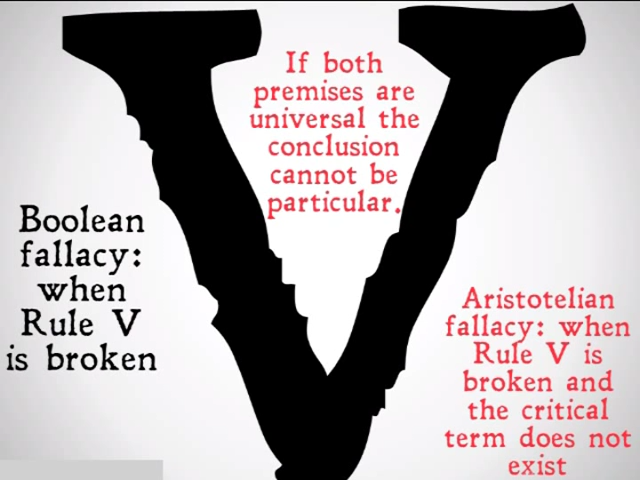 V
If both
premises are
universal the
conclusion
cannot be
particular.
Boolean
fallacy:
when
Rule V
is broken
Aristotelian
fallacy: when
Rule V is
broken and
the critical
term does not
exist